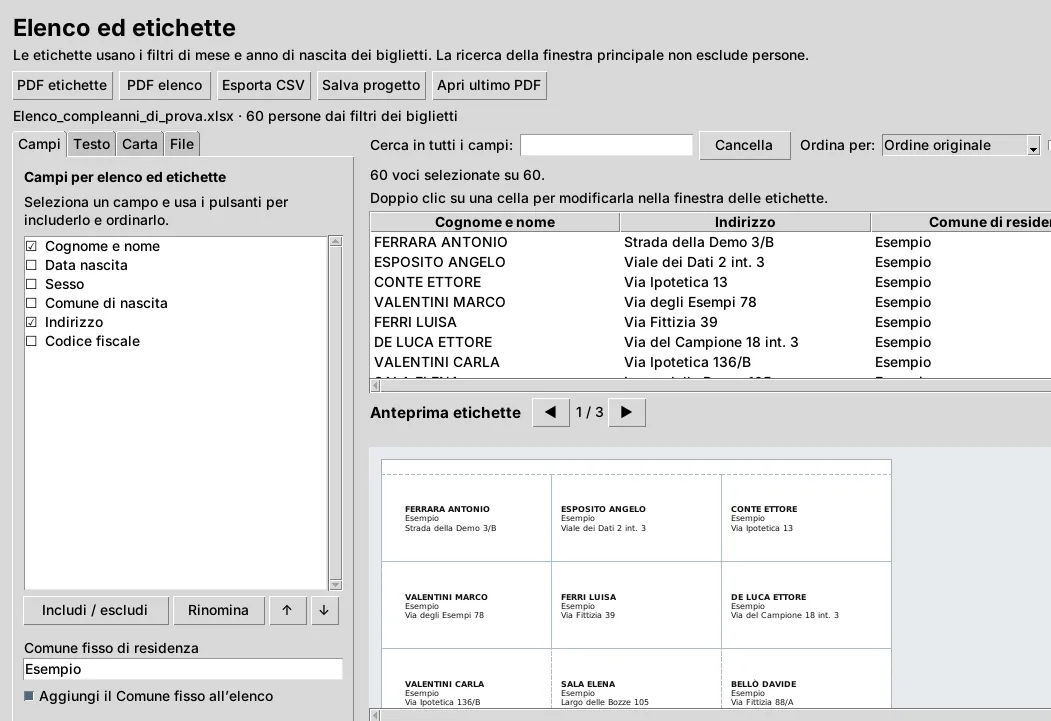 Elenco ed etichette
Le etichette usano i filtri di mese e anno di nascita dei biglietti. La ricerca della finestra principale non esclude persone.
PDF etichette PDF elenco Esporta CSV Salva progetto Apri ultimo PDF
Elenco_compleanni_di_prova.xlsx · 60 persone dai filtri dei biglietti
Campi Testo Carta File
Campi per elenco ed etichette
Seleziona un campo e usa i pulsanti per
includerlo e ordinarlo.
☑ Cognome e nome
☐ Data nascita
☐ Sesso
☐ Comune di nascita
☑ Indirizzo
☐ Codice fiscale
Includi / escludi Rinomina ↑ ↓
Comune fisso di residenza
Esempio
Aggiungi il Comune fisso all'elenco
Cerca in tutti i campi: Cancella Ordina per: Ordine originale
60 voci selezionate su 60.
Doppio clic su una cella per modificarla nella finestra delle etichette.
Cognome e nome Indirizzo Comune di
FERRARA ANTONIO Strada della Demo 3/B Esempio
ESPOSITO ANGELO Viale dei Dati 2 int. 3 Esempio
CONTE ETTORE Via Ipotetica 13 Esempio
VALENTINI MARCO Via degli Esempi 78 Esempio
FERRI LUISA Via Fittizia 39 Esempio
DE LUCA ETTORE Via del Campione 18 int. 3 Esempio
VALENTINI CARLA Via Ipotetica 136/B Esempio
Anteprima etichette ◀ 1 / 3 ▶
FERRARA ANTONIO
Esempio
Strada della Demo 3/B
ESPOSITO ANGELO
Esempio
Viale dei Dati 2 int. 3
CONTE ETTORE
Esempio
Via Ipotetica 13
VALENTINI MARCO
Esempio
Via degli Esempi 78
FERRI LUISA
Esempio
Via Fittizia 39
DE LUCA ETTORE
Esempio
Via del Campione 18 int. 3
VALENTINI CARLA
Esempio
Via Ipotetica 136/B
SALA ELENA
Esempio
Largo delle Bozze 105
BELLÒ DAVIDE
Esempio
Via Fittizia 88/A